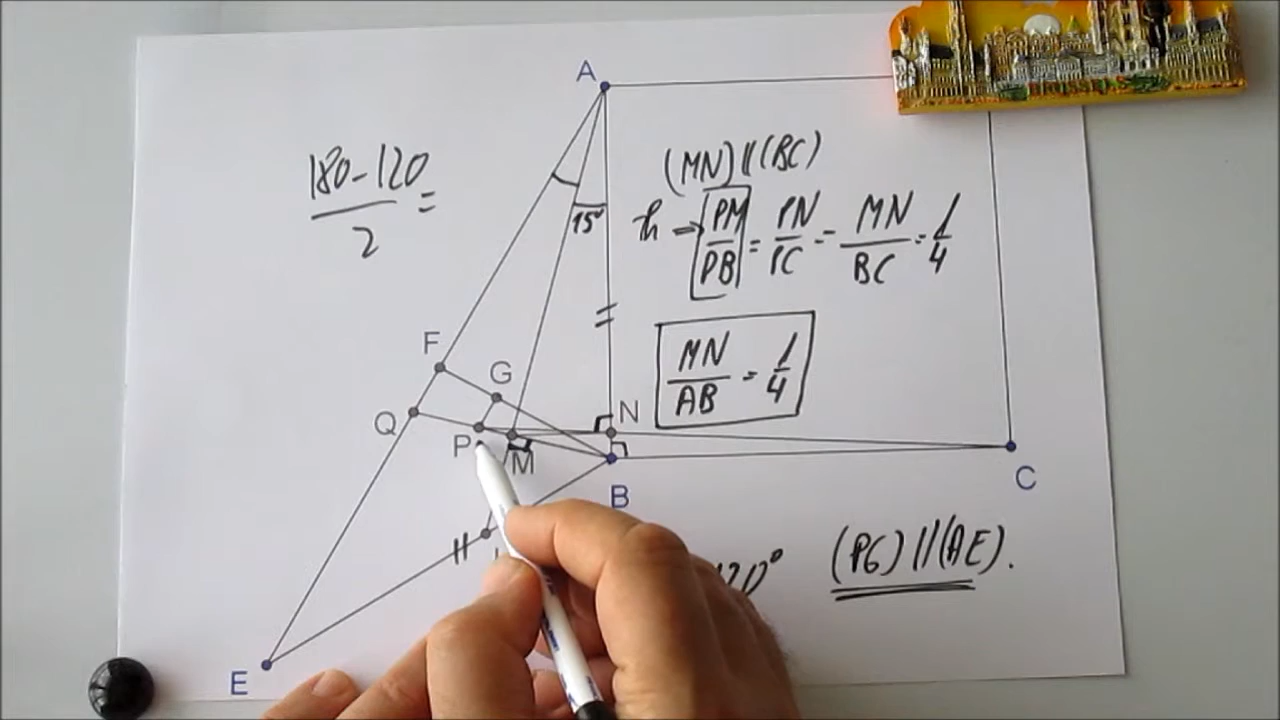 A
180-120
2
=
15°
(MN)//(BC)
h → PM/PB = PN/PC = MN/BC = 1/4
MN/AB = 1/4
F
G
Q
N
P
M
B
C
120° (PG)//(AE).
E